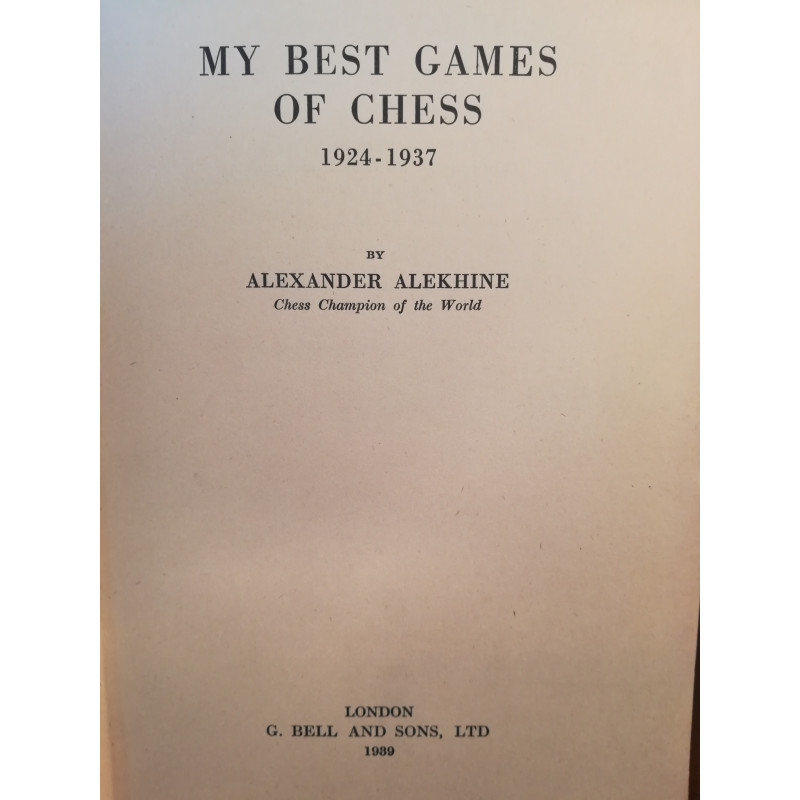 MY BEST GAMES
OF CHESS
1924-1937
BY
ALEXANDER ALEKHINE
Chess Champion of the World
LONDON
G. BELL AND SONS, LTD
1939